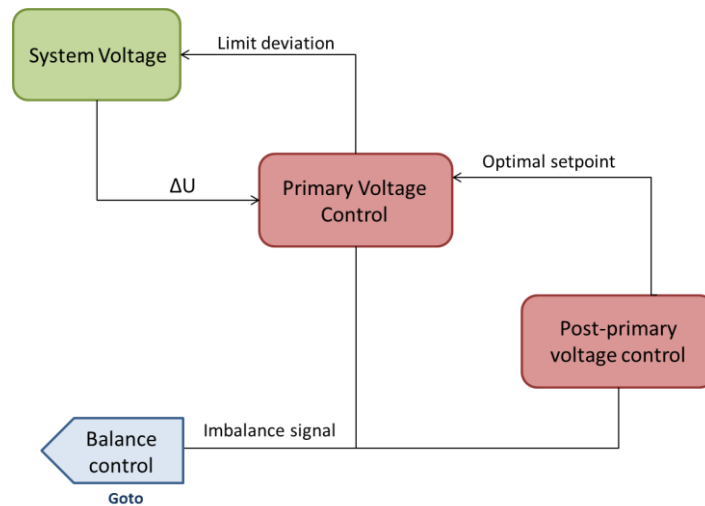 System Voltage
Limit deviation
ΔU
Primary Voltage
Control
Optimal setpoint
Post-primary
voltage control
Balance
control
Imbalance signal
Goto